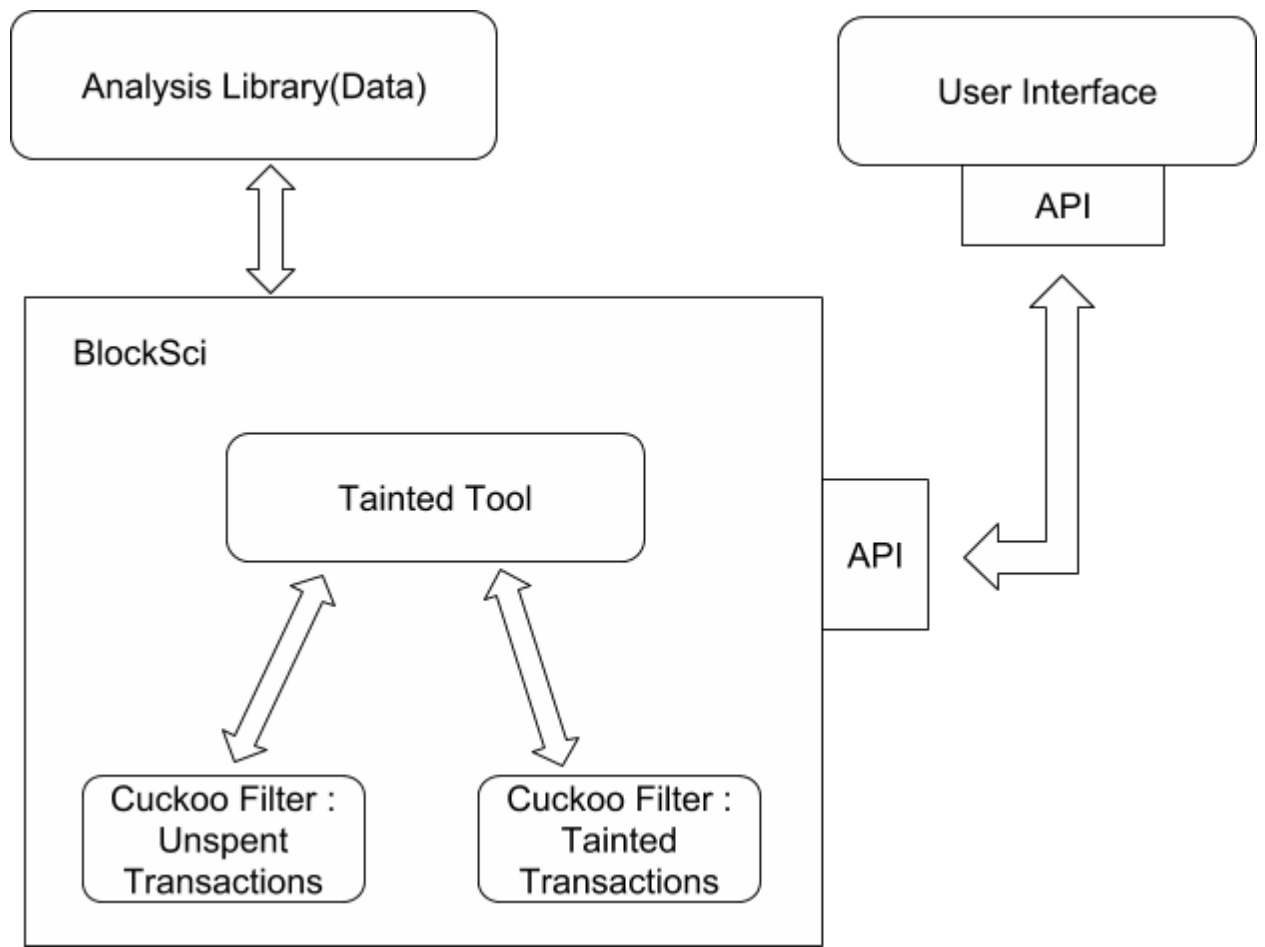 Analysis Library(Data)
User Interface
API
BlockSci
Tainted Tool
API
Cuckoo Filter :
Unspent
Transactions
Cuckoo Filter :
Tainted
Transactions